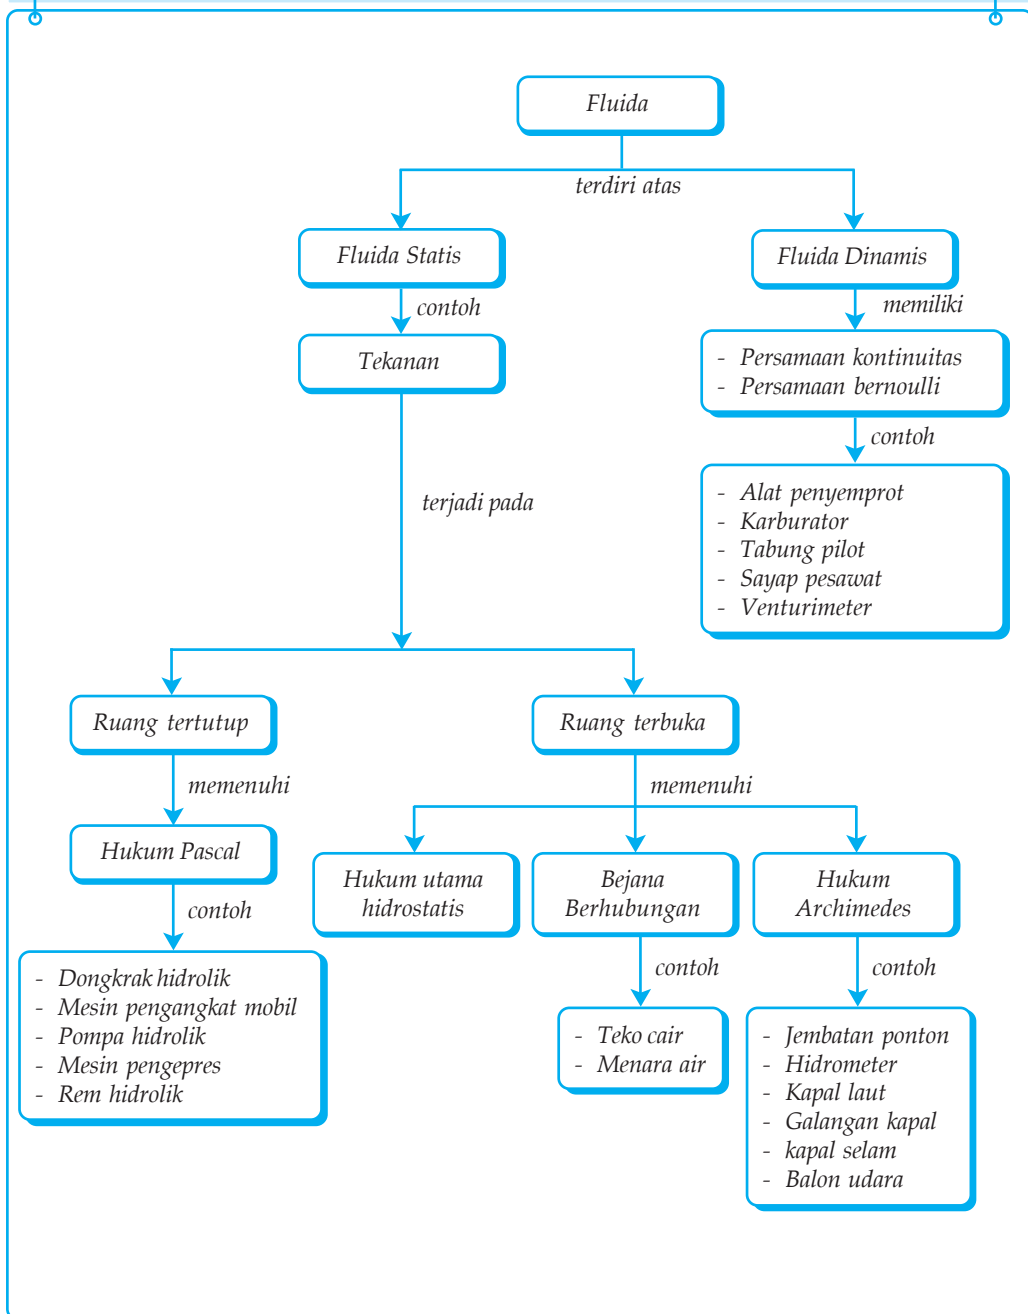 Fluida
terdiri atas
Fluida Statis
Fluida Dinamis
contoh
memiliki
Tekanan
- Persamaan kontinuitas
- Persamaan bernoulli
contoh
- Alat penyemprot
- Karburator
- Tabung pilot
- Sayap pesawat
- Venturimeter
terjadi pada
Ruang tertutup
Ruang terbuka
memenuhi
memenuhi
Hukum Pascal
Hukum utama
hidrostatis
Bejana
Berhubungan
Hukum
Archimedes
contoh
contoh
contoh
- Dongkrak hidrolik
- Mesin pengangkat mobil
- Pompa hidrolik
- Mesin pengepres
- Rem hidrolik
- Teko cair
- Menara air
- Jembatan ponton
- Hidrometer
- Kapal laut
- Galangan kapal
- kapal selam
- Balon udara